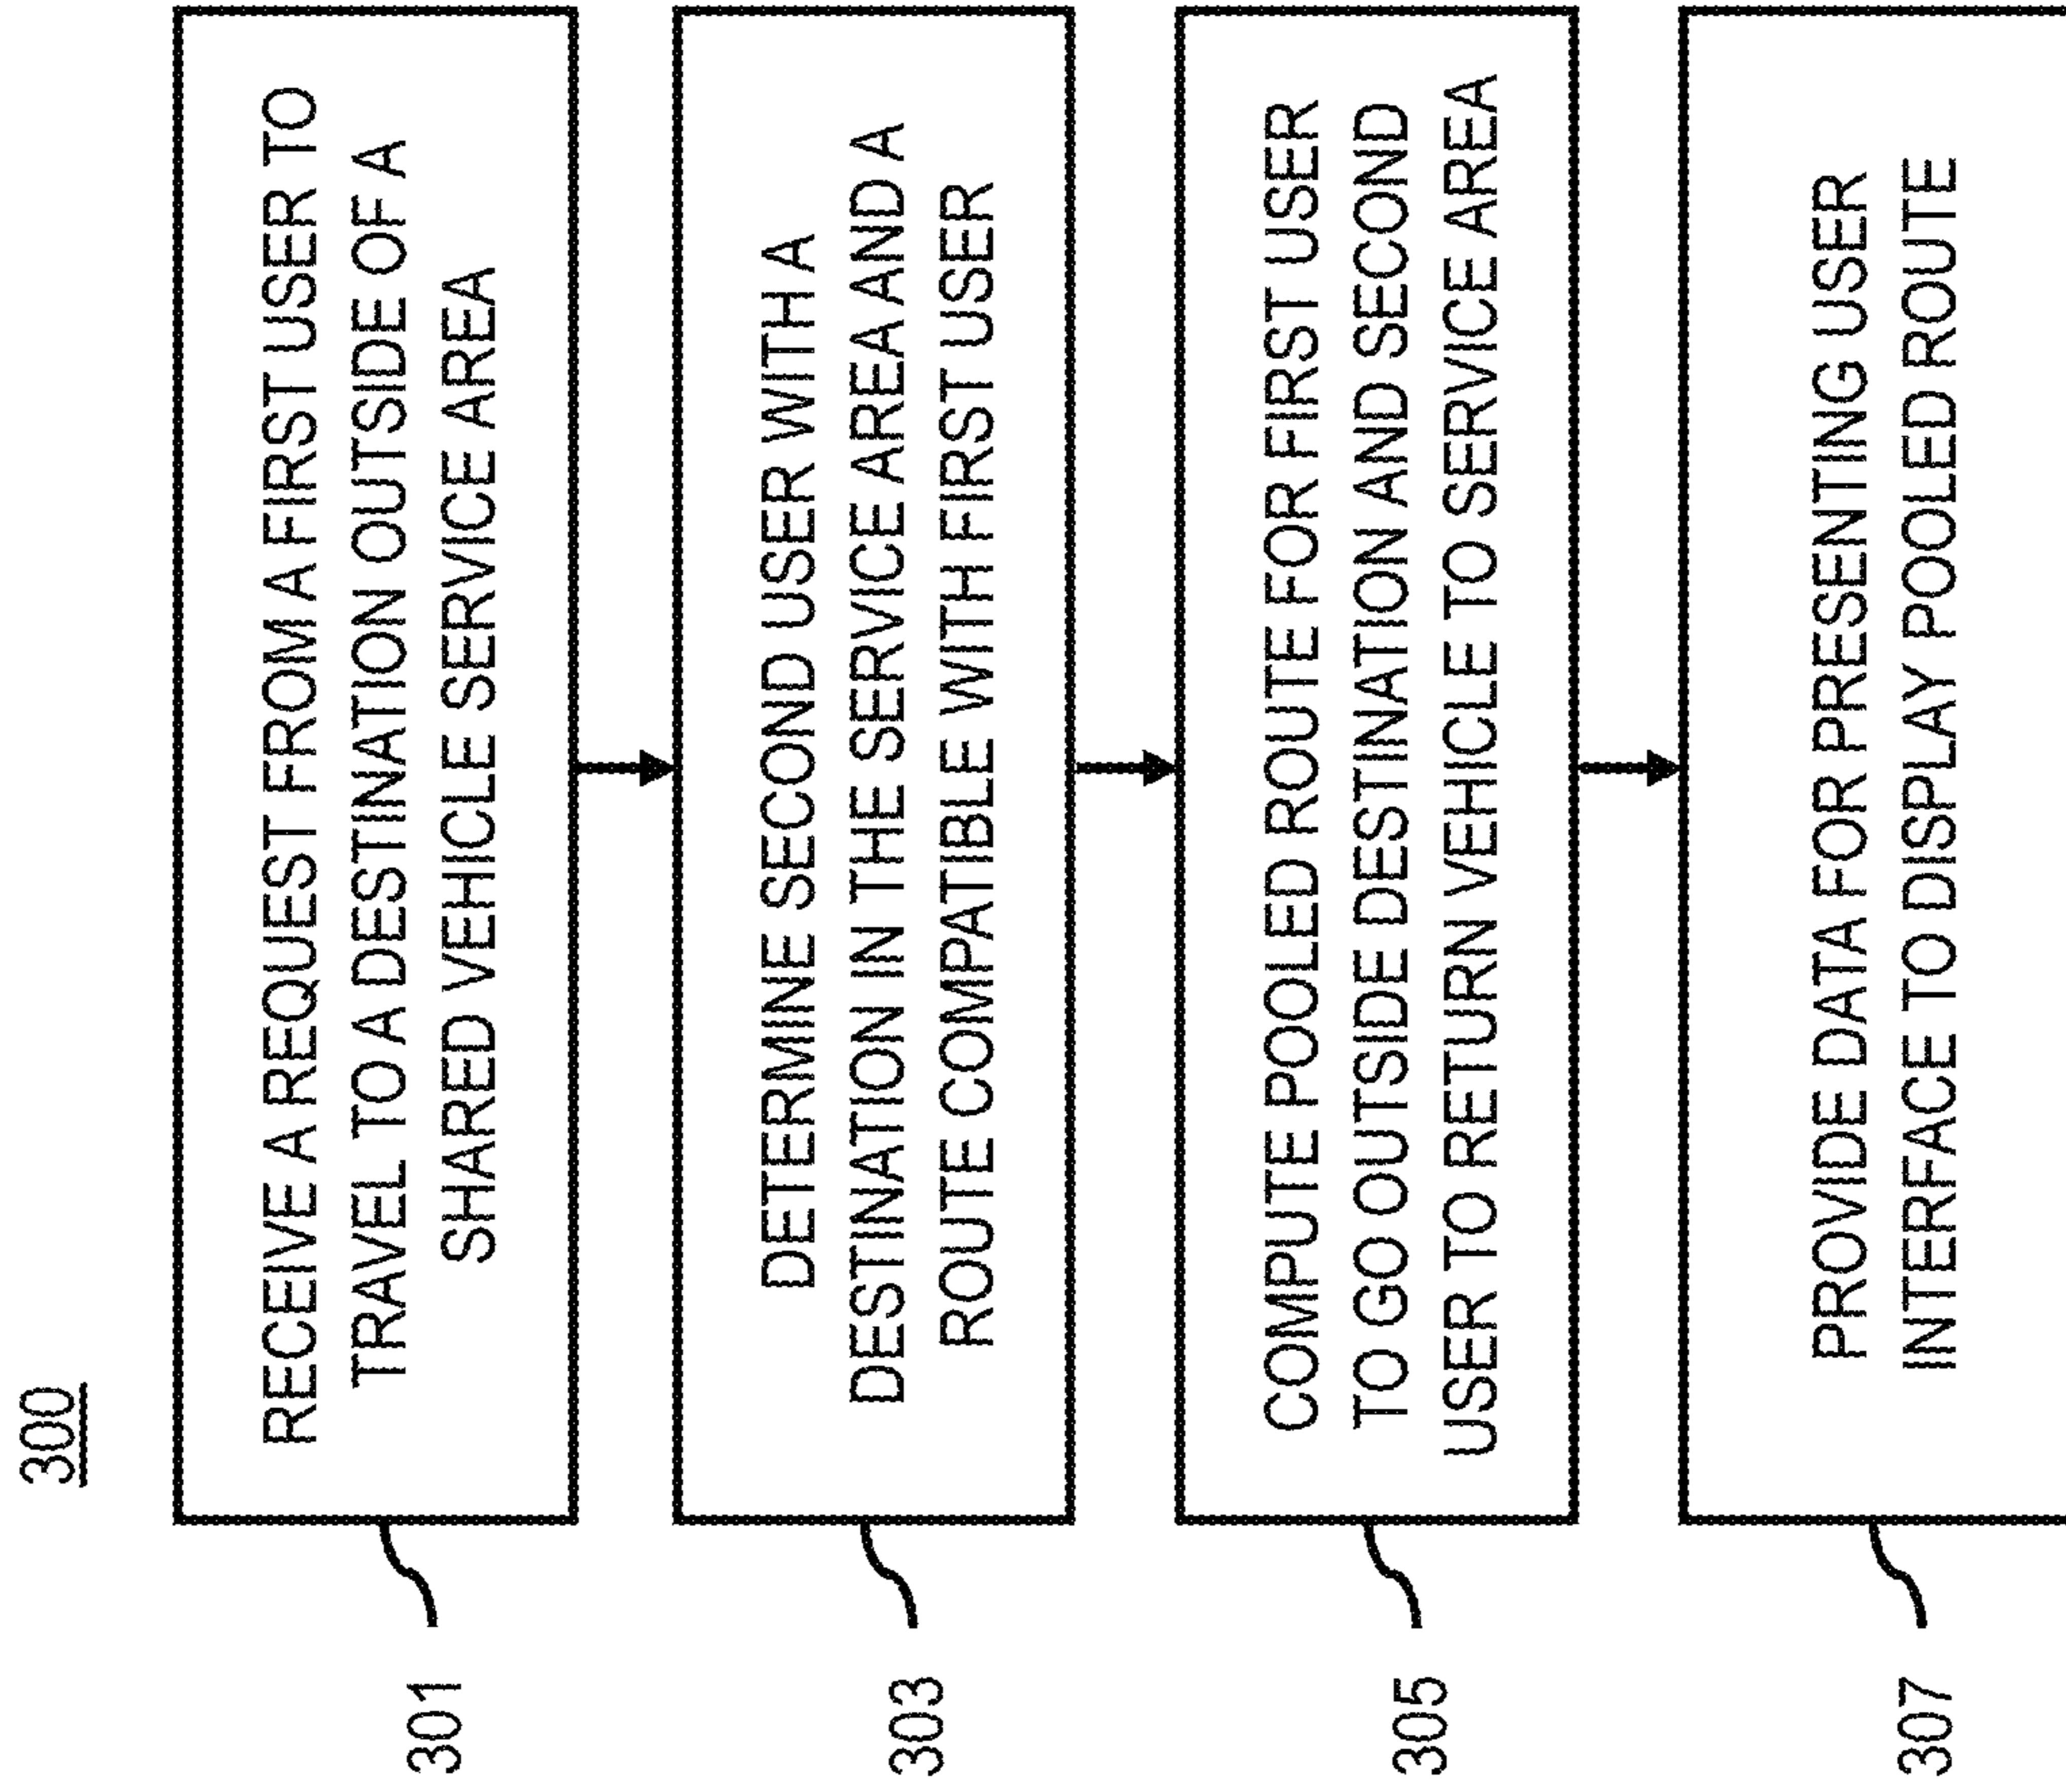 300
301
RECEIVE A REQUEST FROM A FIRST USER TO
TRAVEL TO A DESTINATION OUTSIDE OF A
SHARED VEHICLE SERVICE AREA
303
DETERMINE SECOND USER WITH A
DESTINATION IN THE SERVICE AREA AND A
ROUTE COMPATIBLE WITH FIRST USER
305
COMPUTE POOLED ROUTE FOR FIRST USER
TO GO OUTSIDE DESTINATION AND SECOND
USER TO RETURN VEHICLE TO SERVICE AREA
307
PROVIDE DATA FOR PRESENTING USER
INTERFACE TO DISPLAY POOLED ROUTE